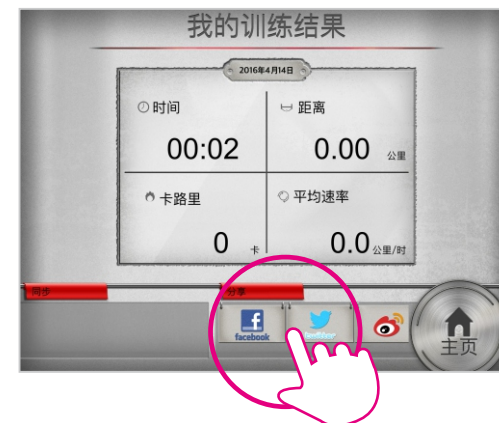 我的训练结果
2016年4月14日
时间
距离
00:02
0.00 公里
卡路里
平均速率
0 卡
0.0 公里/时
同步
分享
facebook
twitter
主页